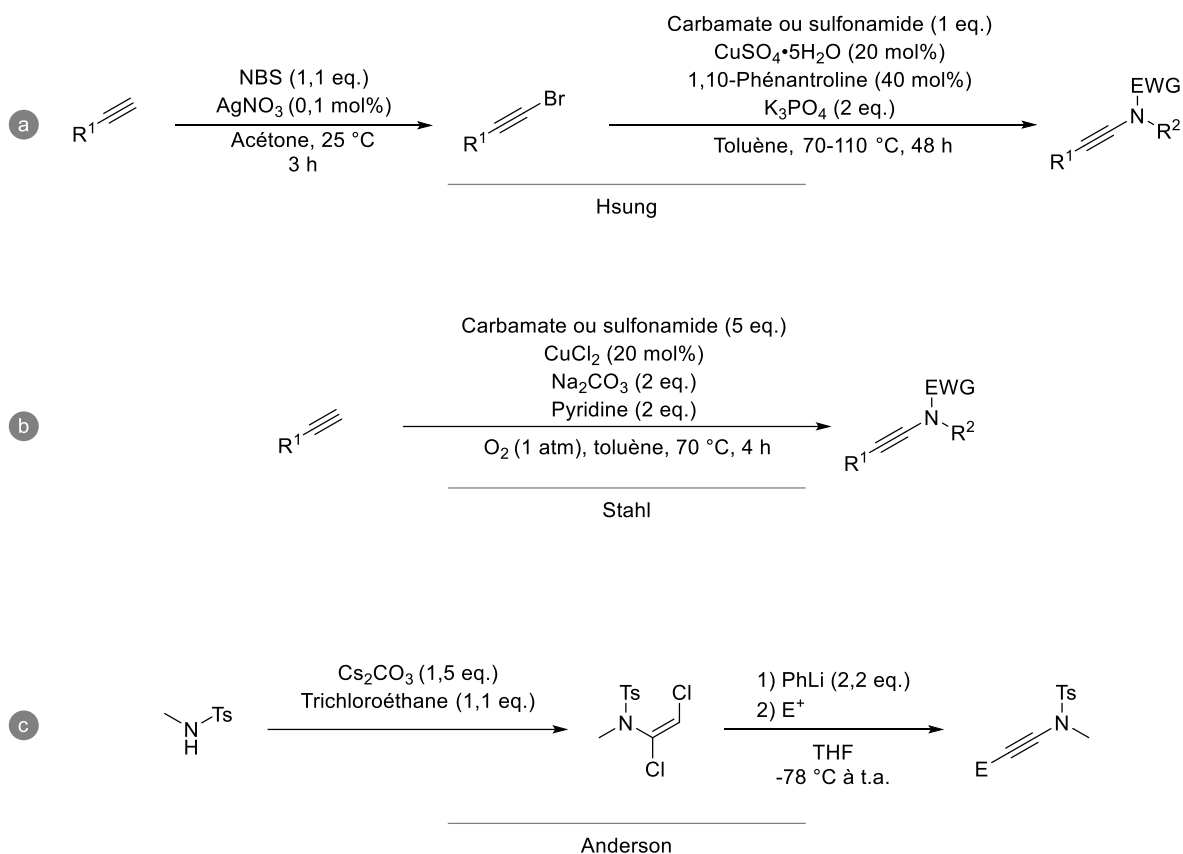 a
R¹
NBS (1,1 eq.)
AgNO₃ (0,1 mol%)
Acétone, 25 °C
3 h
R¹
Br
Carbamate ou sulfonamide (1 eq.)
CuSO₄•5H₂O (20 mol%)
1,10-Phénantroline (40 mol%)
K₃PO₄ (2 eq.)
Toluène, 70-110 °C, 48 h
EWG
N
R²
R¹
Hsung
b
R¹
Carbamate ou sulfonamide (5 eq.)
CuCl₂ (20 mol%)
Na₂CO₃ (2 eq.)
Pyridine (2 eq.)
O₂ (1 atm), toluène, 70 °C, 4 h
EWG
N
R²
R¹
Stahl
c
Ts
N
H
Cs₂CO₃ (1,5 eq.)
Trichloroéthane (1,1 eq.)
Ts
Cl
N
Cl
1) PhLi (2,2 eq.)
2) E⁺
THF
-78 °C à t.a.
Ts
N
E
Anderson